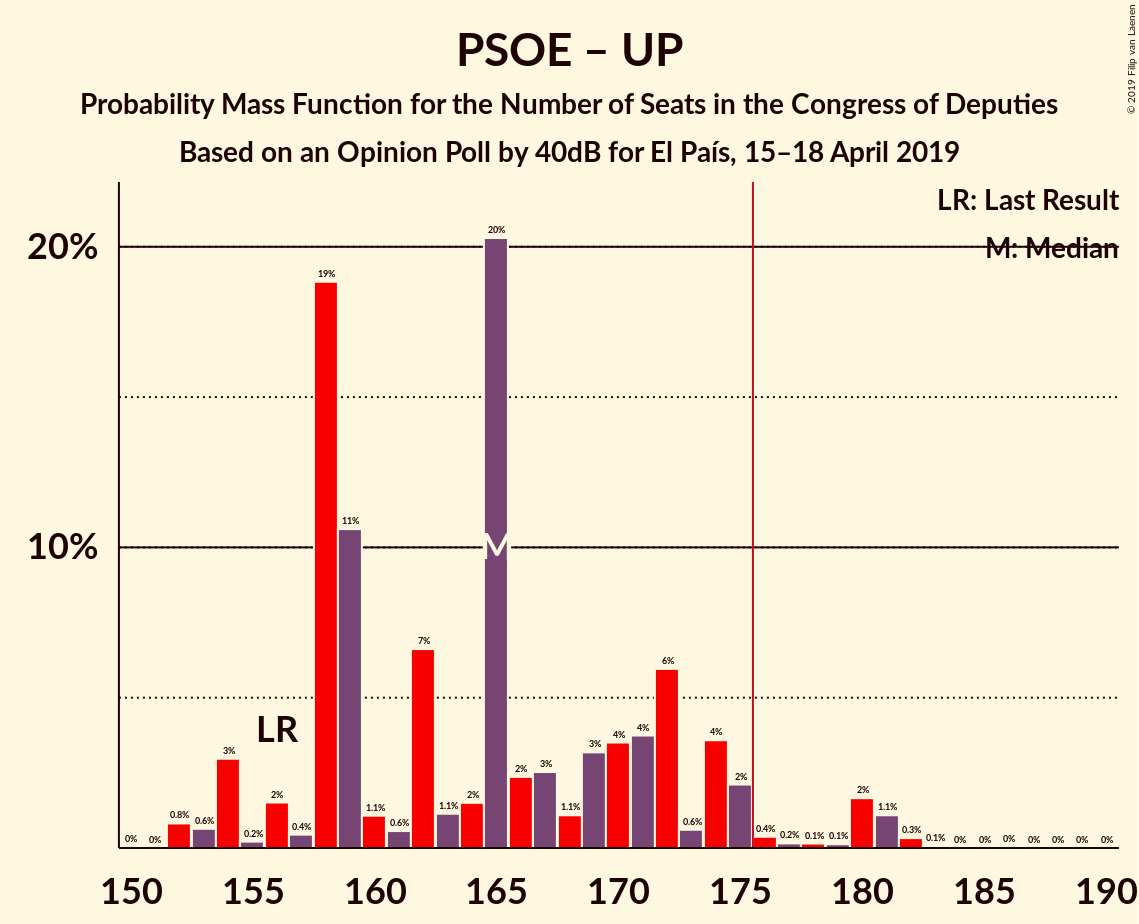 PSOE – UP
Probability Mass Function for the Number of Seats in the Congress of Deputies
Based on an Opinion Poll by 40dB for El País, 15–18 April 2019
© 2019 Filip van Laenen
LR: Last Result
M: Median
20%
10%
LR
M
0% 0% 0.8% 0.6% 3% 0.2% 2% 0.4% 19% 11% 1.1% 0.6% 7% 1.1% 2% 20% 2% 3% 1.1% 3% 4% 4% 6% 0.6% 4% 2% 0.4% 0.2% 0.1% 0.1% 2% 1.1% 0.3% 0.1% 0% 0% 0% 0% 0% 0% 0%
150 155 160 165 170 175 180 185 190